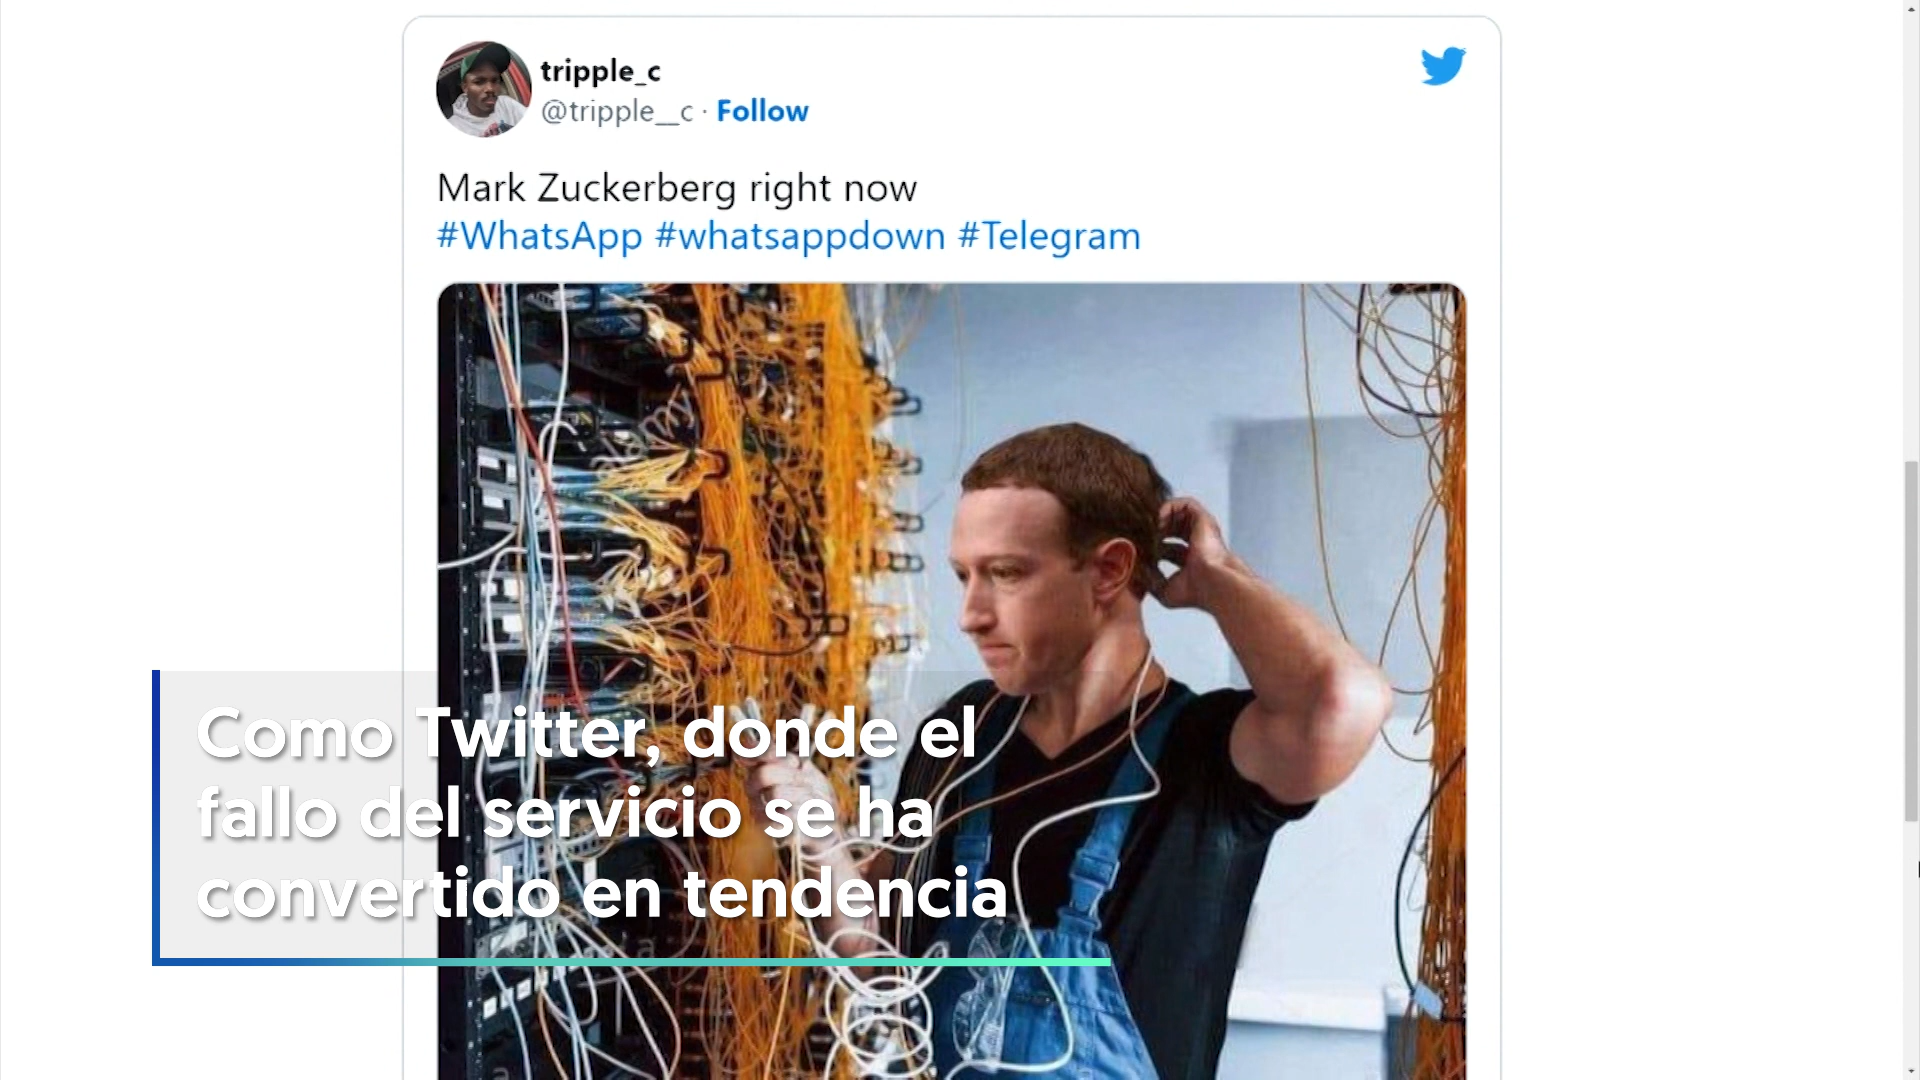 tripple_c
@tripple__c · Follow
Mark Zuckerberg right now
#WhatsApp #whatsappdown #Telegram
alamy
Como Twitter, donde el
fallo del servicio se ha
convertido en tendencia